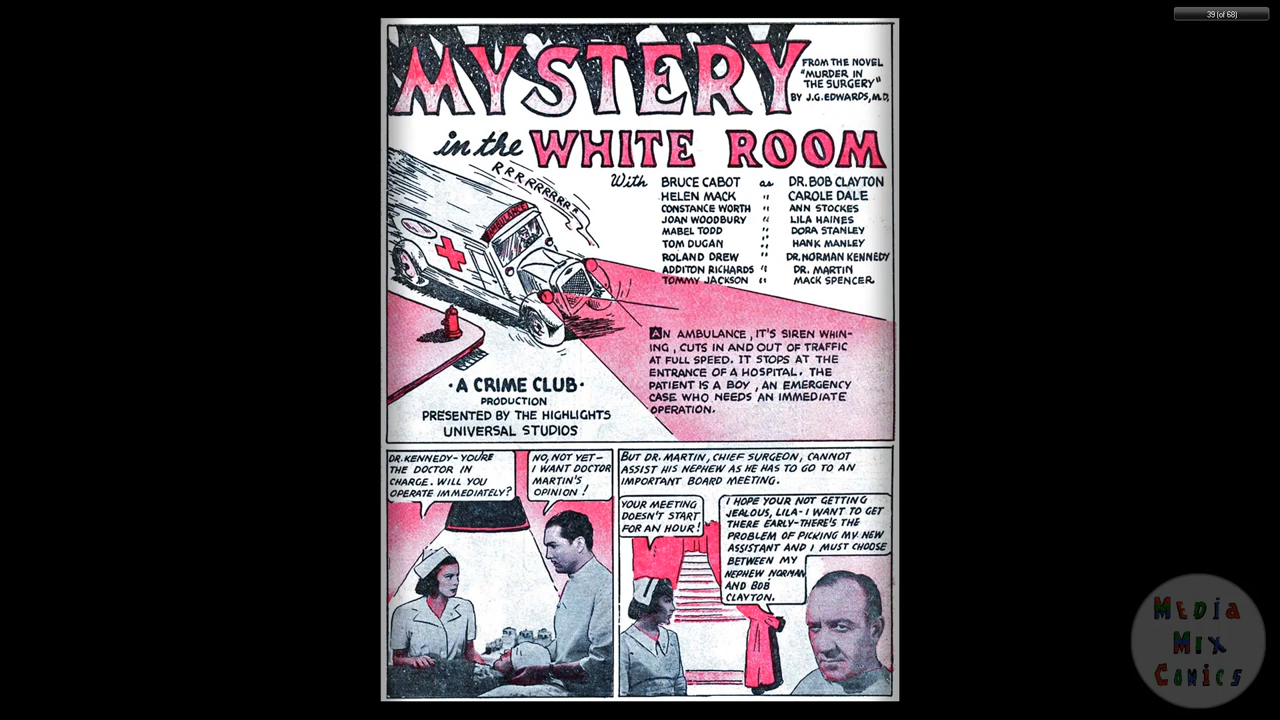 39 (of 68)
MYSTERY
in the WHITE ROOM
FROM THE NOVEL
"MURDER IN
THE SURGERY"
BY J.G. EDWARDS, M.D.
RRRRRRRRR
AMBULANCE
With BRUCE CABOT as DR. BOB CLAYTON
HELEN MACK " CAROLE DALE
CONSTANCE WORTH " ANN STOCKES
JOAN WOODBURY " LILA HAINES
MABEL TODD " DORA STANLEY
TOM DUGAN " HANK MANLEY
ROLAND DREW " DR. NORMAN KENNEDY
ADDITON RICHARDS " DR. MARTIN
TOMMY JACKSON " MACK SPENCER
AN AMBULANCE, IT'S SIREN WHIN-
ING, CUTS IN AND OUT OF TRAFFIC
AT FULL SPEED. IT STOPS AT THE
ENTRANCE OF A HOSPITAL. THE
PATIENT IS A BOY, AN EMERGENCY
CASE WHO NEEDS AN IMMEDIATE
OPERATION.
·A CRIME CLUB·
PRODUCTION
PRESENTED BY THE HIGHLIGHTS
UNIVERSAL STUDIOS
DR. KENNEDY - YOU'RE
THE DOCTOR IN
CHARGE. WILL YOU
OPERATE IMMEDIATELY?
NO, NOT YET-
I WANT DOCTOR
MARTIN'S
OPINION!
BUT DR. MARTIN, CHIEF SURGEON, CANNOT
ASSIST HIS NEPHEW AS HE HAS TO GO TO AN
IMPORTANT BOARD MEETING.
YOUR MEETING
DOESN'T START
FOR AN HOUR!
I HOPE YOUR NOT GETTING
JEALOUS, LILA - I WANT TO GET
THERE EARLY-THERE'S THE
PROBLEM OF PICKING MY NEW
ASSISTANT AND I MUST CHOOSE
BETWEEN MY
NEPHEW NORMAN
AND BOB
CLAYTON.
MEDIA
MIX
COMICS